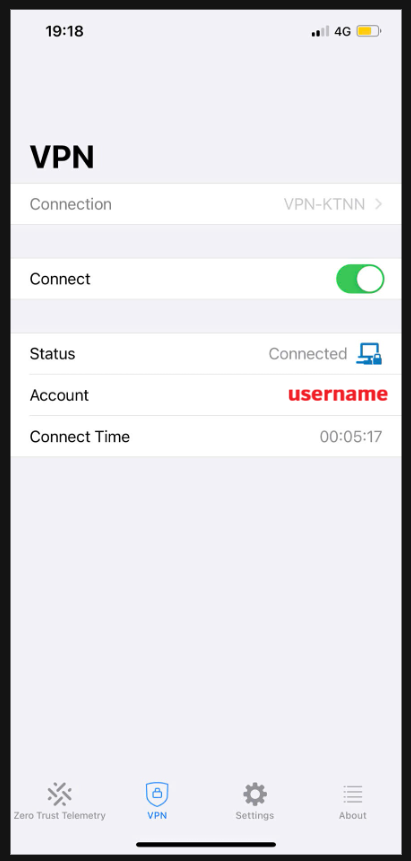 19:18 4G
VPN
Connection VPN-KTNN
Connect
Status Connected
Account username
Connect Time 00:05:17
Zero Trust Telemetry VPN Settings About